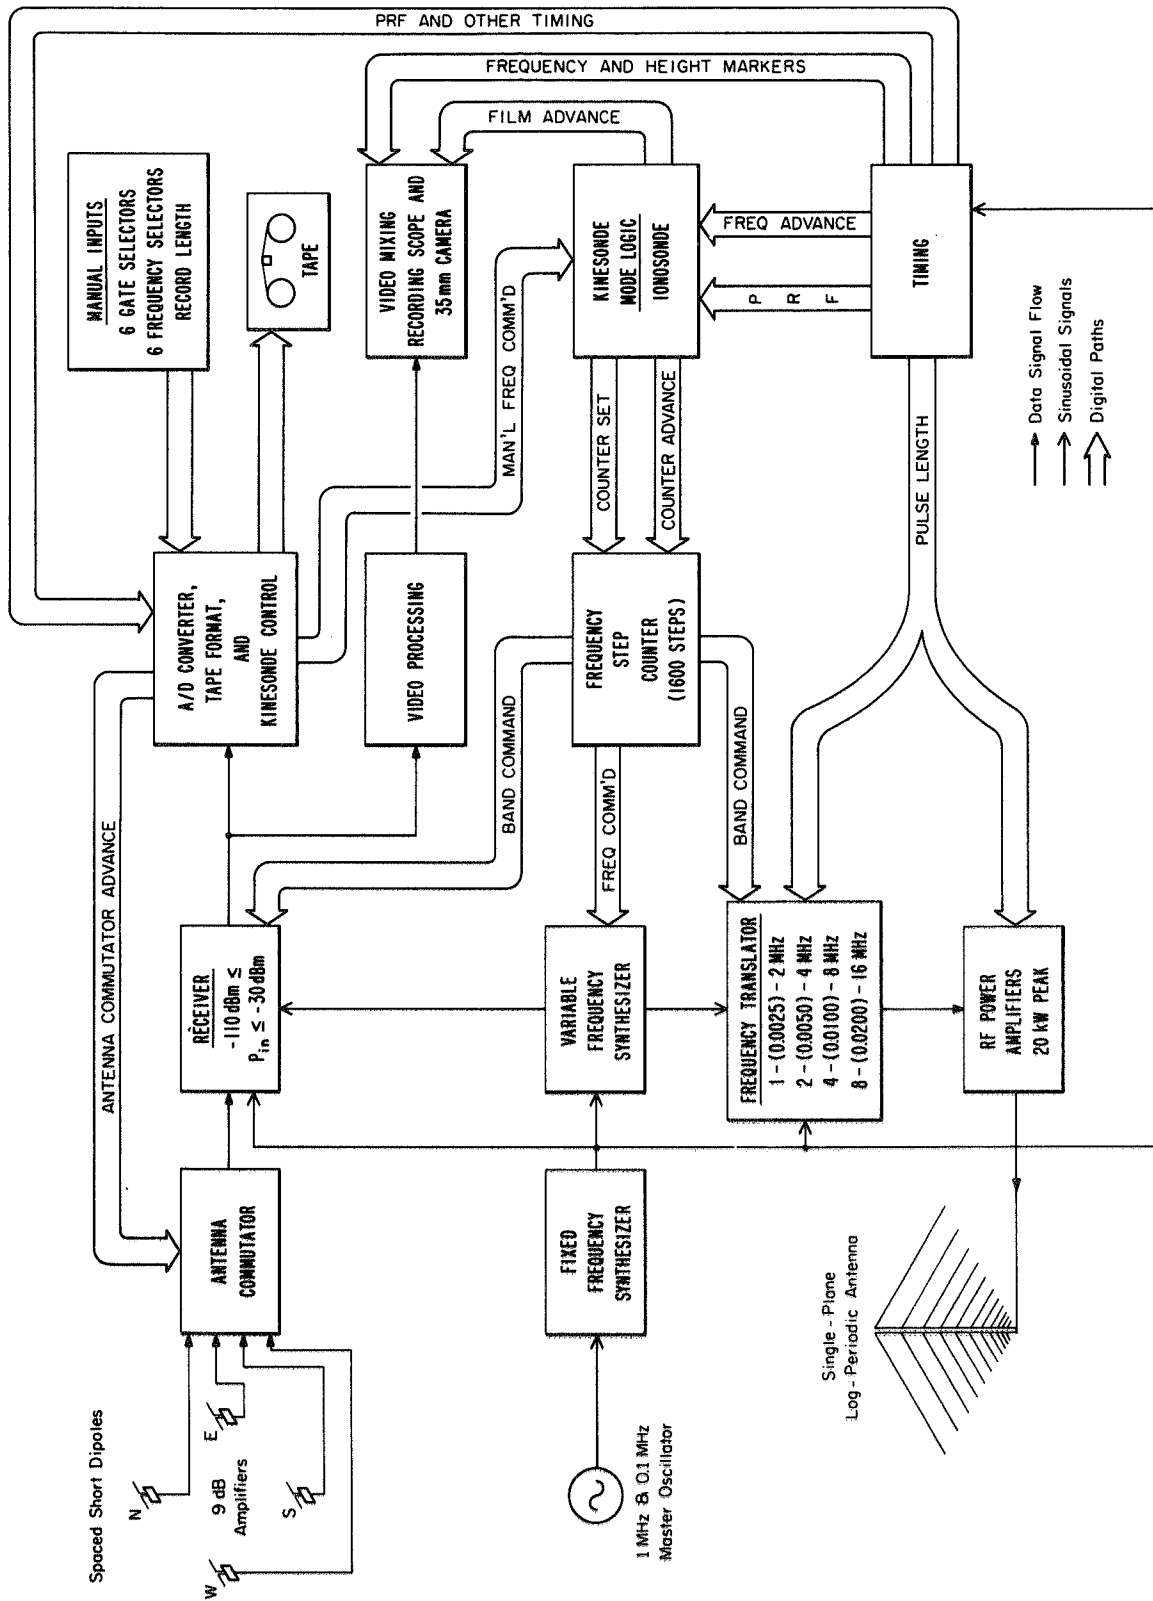 Spaced Short Dipoles
N
E
9 dB
Amplifiers
S
W
ANTENNA COMMUTATOR ADVANCE
ANTENNA
COMMUTATOR
RECEIVER
-110 dBm ≤
Pin ≤ -30 dBm
A/D CONVERTER,
TAPE FORMAT,
AND
KINESONDE CONTROL
MANUAL INPUTS
6 GATE SELECTORS
6 FREQUENCY SELECTORS
RECORD LENGTH
TAPE
PRF AND OTHER TIMING
VIDEO PROCESSING
VIDEO MIXING
RECORDING SCOPE AND
35mm CAMERA
FREQUENCY AND HEIGHT MARKERS
FILM ADVANCE
MAN'L FREQ COMM'D
BAND COMMAND
1 MHz & 0.1 MHz
Master Oscillator
FIXED
FREQUENCY
SYNTHESIZER
VARIABLE
FREQUENCY
SYNTHESIZER
FREQ COMM'D
FREQUENCY
STEP
COUNTER
(1600 STEPS)
COUNTER SET
COUNTER ADVANCE
KINESONDE
MODE LOGIC
IONOSONDE
FREQ ADVANCE
P R F
BAND COMMAND
FREQUENCY TRANSLATOR
1 - (0.0025) - 2 MHz
2 - (0.0050) - 4 MHz
4 - (0.0100) - 8 MHz
8 - (0.0200) - 16 MHz
PULSE LENGTH
TIMING
Single - Plane
Log - Periodic Antenna
RF POWER
AMPLIFIERS
20 kW PEAK
Data Signal Flow
Sinusoidal Signals
Digital Paths